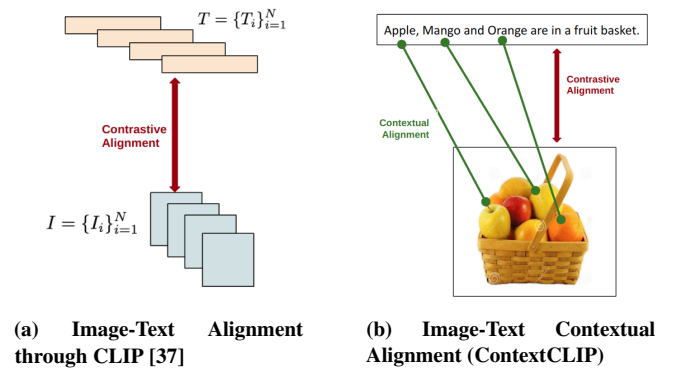 T = {T_i}_{i=1}^N
Contrastive
Alignment
I = {I_i}_{i=1}^N
(a) Image-Text Alignment
through CLIP [37]
Apple, Mango and Orange are in a fruit basket.
Contrastive
Alignment
Contextual
Alignment
(b) Image-Text Contextual
Alignment (ContextCLIP)